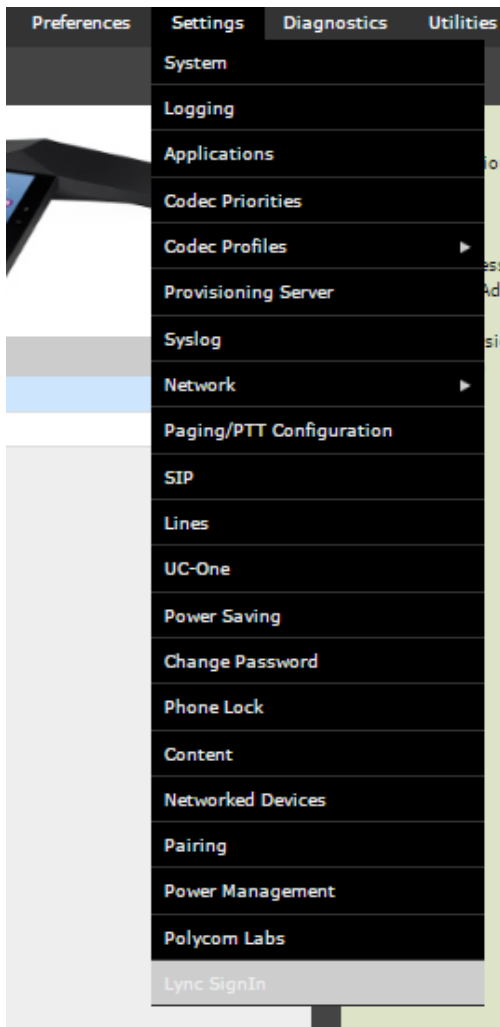 Preferences Settings Diagnostics Utilities
System
Logging
Applications
Codec Priorities
Codec Profiles
Provisioning Server
Syslog
Network
Paging/PTT Configuration
SIP
Lines
UC-One
Power Saving
Change Password
Phone Lock
Content
Networked Devices
Pairing
Power Management
Polycom Labs
Lync SignIn